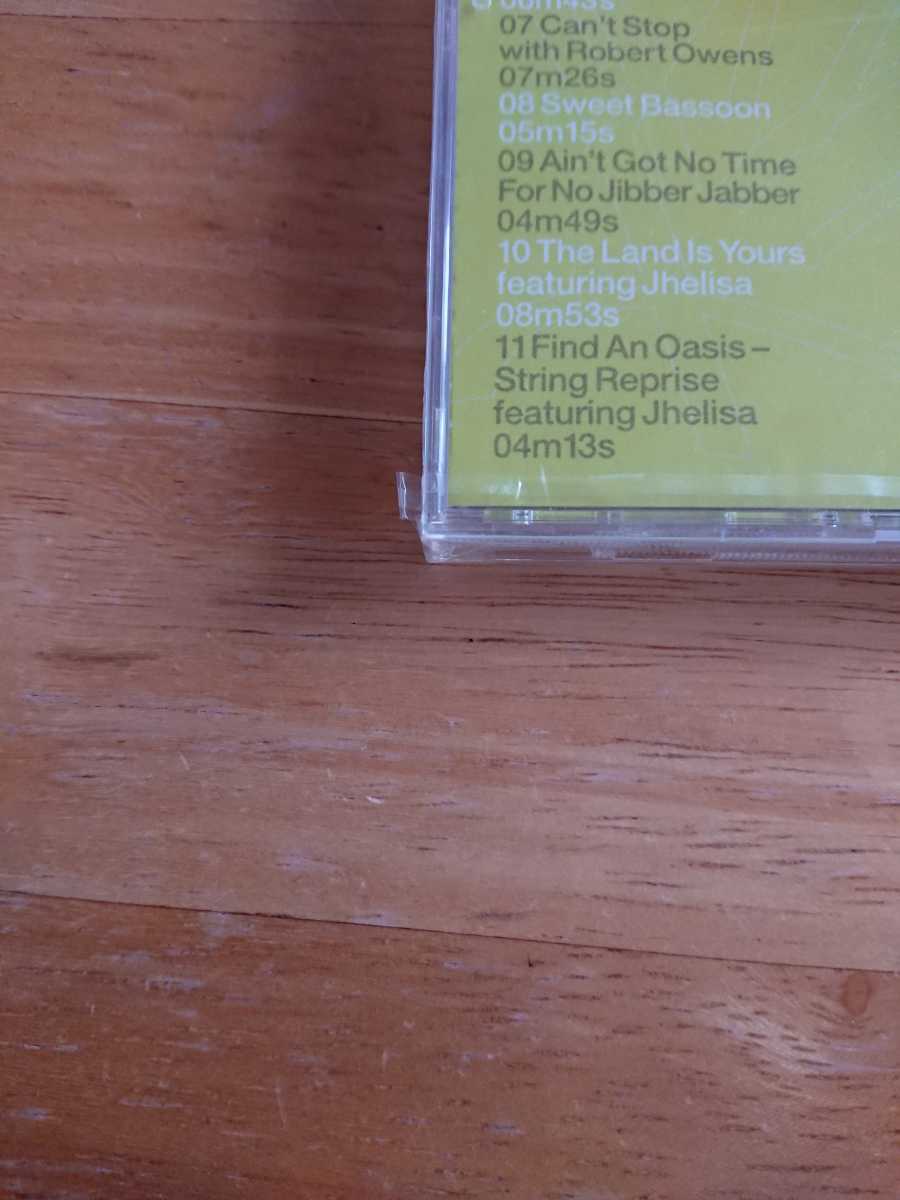 06m43s
07 Can't Stop
with Robert Owens
07m26s
08 Sweet Bassoon
05m15s
09 Ain't Got No Time
For No Jibber Jabber
04m49s
10 The Land Is Yours
featuring Jhelisa
08m53s
11 Find An Oasis –
String Reprise
featuring Jhelisa
04m13s